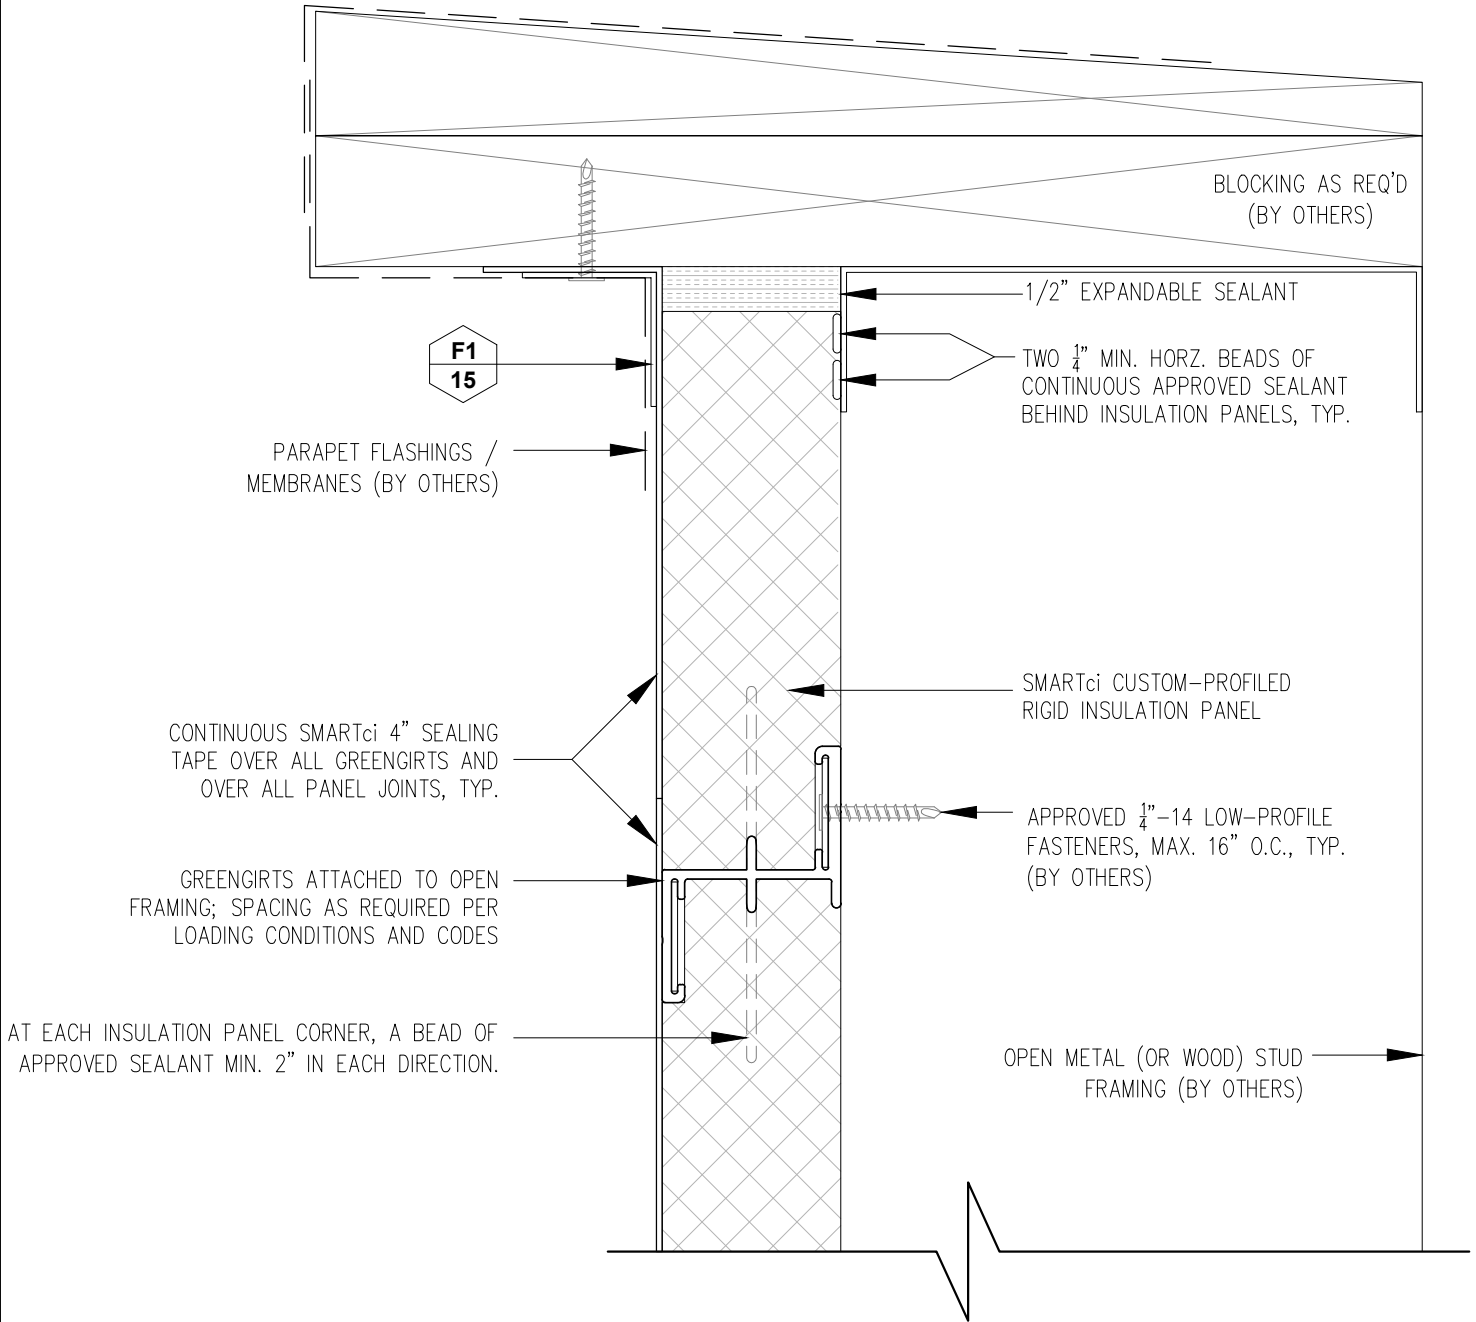 BLOCKING AS REQ'D
(BY OTHERS)
1/2" EXPANDABLE SEALANT
F1
15
TWO 1/4" MIN. HORZ. BEADS OF
CONTINUOUS APPROVED SEALANT
BEHIND INSULATION PANELS, TYP.
PARAPET FLASHINGS /
MEMBRANES (BY OTHERS)
SMARTci CUSTOM-PROFILED
RIGID INSULATION PANEL
CONTINUOUS SMARTci 4" SEALING
TAPE OVER ALL GREENGIRTS AND
OVER ALL PANEL JOINTS, TYP.
APPROVED 1/4"-14 LOW-PROFILE
FASTENERS, MAX. 16" O.C., TYP.
(BY OTHERS)
GREENGIRTS ATTACHED TO OPEN
FRAMING; SPACING AS REQUIRED PER
LOADING CONDITIONS AND CODES
AT EACH INSULATION PANEL CORNER, A BEAD OF
APPROVED SEALANT MIN. 2" IN EACH DIRECTION.
OPEN METAL (OR WOOD) STUD
FRAMING (BY OTHERS)